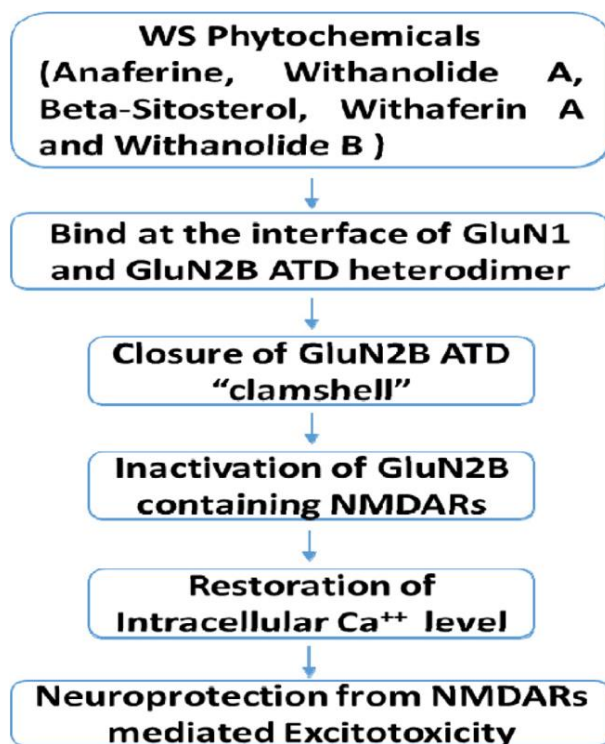 WS Phytochemicals
(Anaferine, Withanolide A,
Beta-Sitosterol, Withaferin A
and Withanolide B )
Bind at the interface of GluN1
and GluN2B ATD heterodimer
Closure of GluN2B ATD
“clamshell”
Inactivation of GluN2B
containing NMDARs
Restoration of
Intracellular Ca⁺⁺ level
Neuroprotection from NMDARs
mediated Excitotoxicity